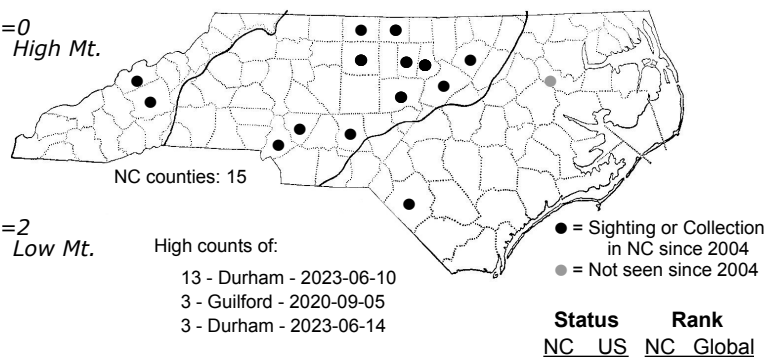 =0
High Mt.
NC counties: 15
=2
Low Mt.
High counts of:
13 - Durham - 2023-06-10
3 - Guilford - 2020-09-05
3 - Durham - 2023-06-14
● = Sighting or Collection
in NC since 2004
● = Not seen since 2004
Status Rank
NC US NC Global